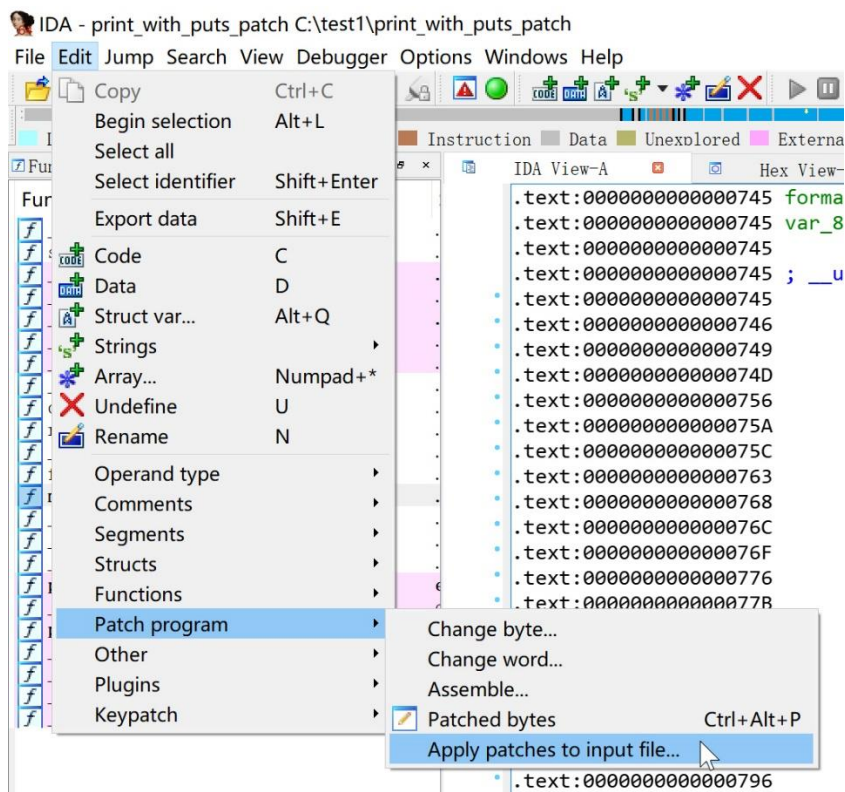 IDA - print_with_puts_patch C:\test1\print_with_puts_patch
File Edit Jump Search View Debugger Options Windows Help
Copy Ctrl+C
Begin selection Alt+L
Select all
Select identifier Shift+Enter
Export data Shift+E
Code C
Data D
Struct var... Alt+Q
Strings
Array... Numpad+*
Undefine U
Rename N
Operand type
Comments
Segments
Structs
Functions
Patch program
Other
Plugins
Keypatch
Change byte...
Change word...
Assemble...
Patched bytes Ctrl+Alt+P
Apply patches to input file...
Instruction Data Unexplored Externa
IDA View-A Hex View-
.text:0000000000000745 forma
.text:0000000000000745 var_8
.text:0000000000000745
.text:0000000000000745 ; __u
.text:0000000000000745
.text:0000000000000746
.text:0000000000000749
.text:000000000000074D
.text:0000000000000756
.text:000000000000075A
.text:000000000000075C
.text:0000000000000763
.text:0000000000000768
.text:000000000000076C
.text:000000000000076F
.text:0000000000000776
.text:000000000000077B
.text:0000000000000796